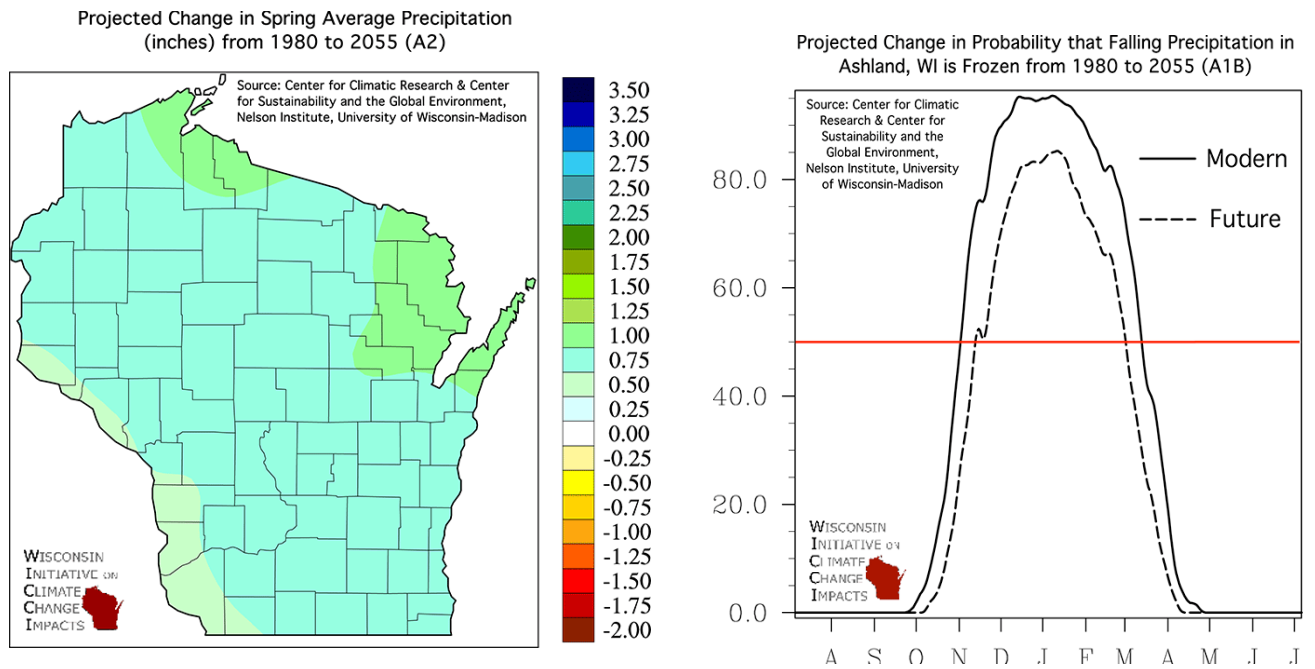 Projected Change in Spring Average Precipitation
(inches) from 1980 to 2055 (A2)
Source: Center for Climatic Research & Center
for Sustainability and the Global Environment,
Nelson Institute, University of Wisconsin-Madison
3.50
3.25
3.00
2.75
2.50
2.25
2.00
1.75
1.50
1.25
1.00
0.75
0.50
0.25
0.00
-0.25
-0.50
-0.75
-1.00
-1.25
-1.50
-1.75
-2.00
WISCONSIN
INITIATIVE ON
CLIMATE
CHANGE
IMPACTS
Projected Change in Probability that Falling Precipitation in
Ashland, WI is Frozen from 1980 to 2055 (A1B)
Source: Center for Climatic
Research & Center for
Sustainability and the
Global Environment,
Nelson Institute, University
of Wisconsin-Madison
Modern
Future
80.0
60.0
40.0
20.0
0.0
WISCONSIN
INITIATIVE ON
CLIMATE
CHANGE
IMPACTS
A S O N D J F M A M J J